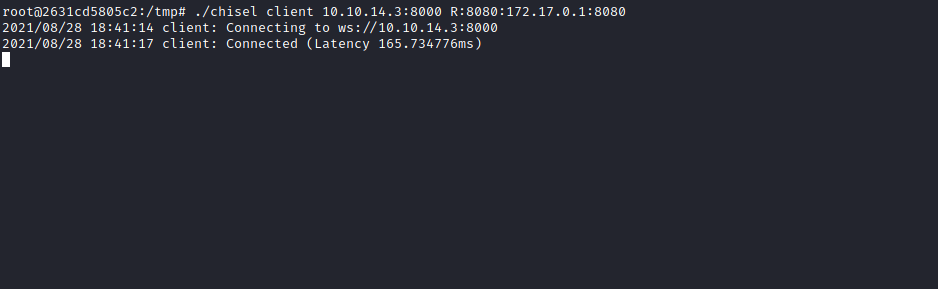 root@2631cd5805c2:/tmp# ./chisel client 10.10.14.3:8000 R:8080:172.17.0.1:8080
2021/08/28 18:41:14 client: Connecting to ws://10.10.14.3:8000
2021/08/28 18:41:17 client: Connected (Latency 165.734776ms)